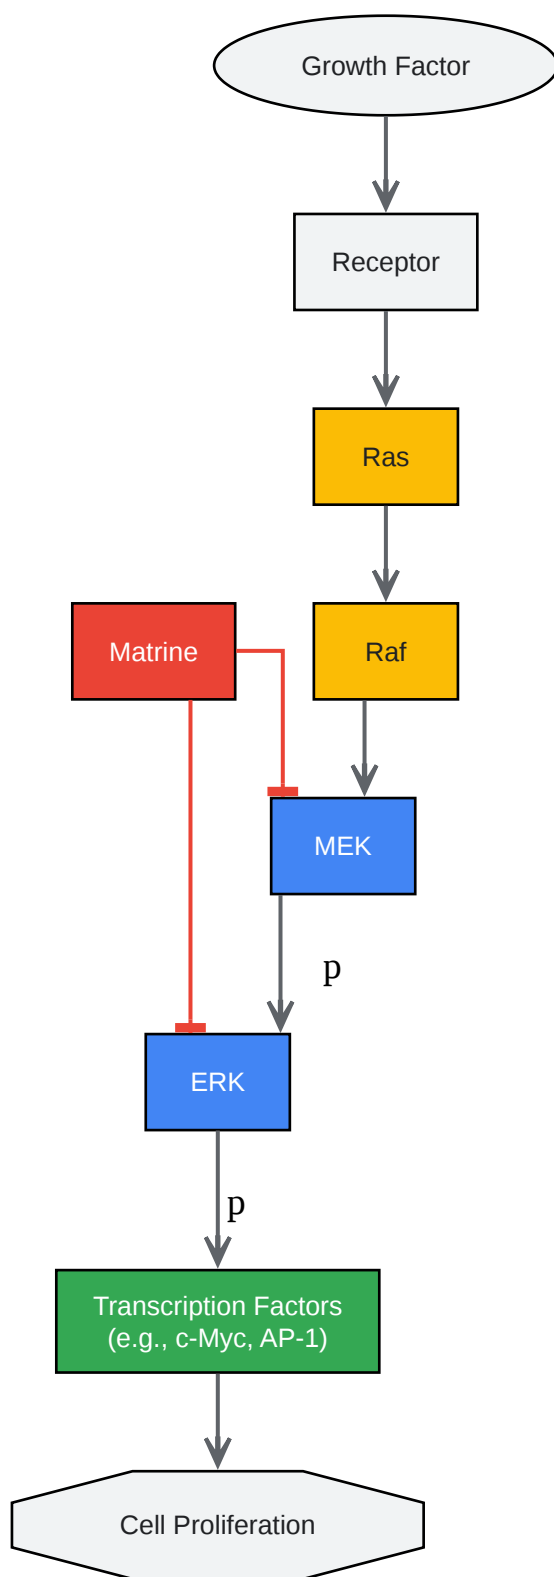 Growth Factor
Receptor
Ras
Matrine
Raf
MEK
p
ERK
p
Transcription Factors
(e.g., c-Myc, AP-1)
Cell Proliferation